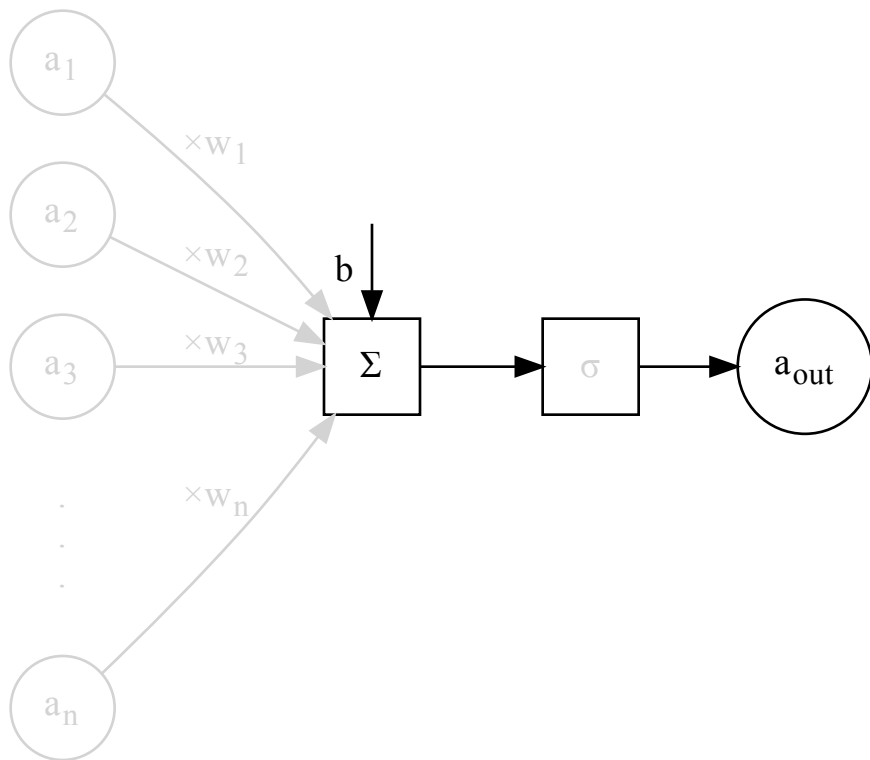 a₁
×w₁
a₂
×w₂
b
a₃
×w₃
Σ
σ
aₒᵤₜ
.
.
.
×wₙ
aₙ